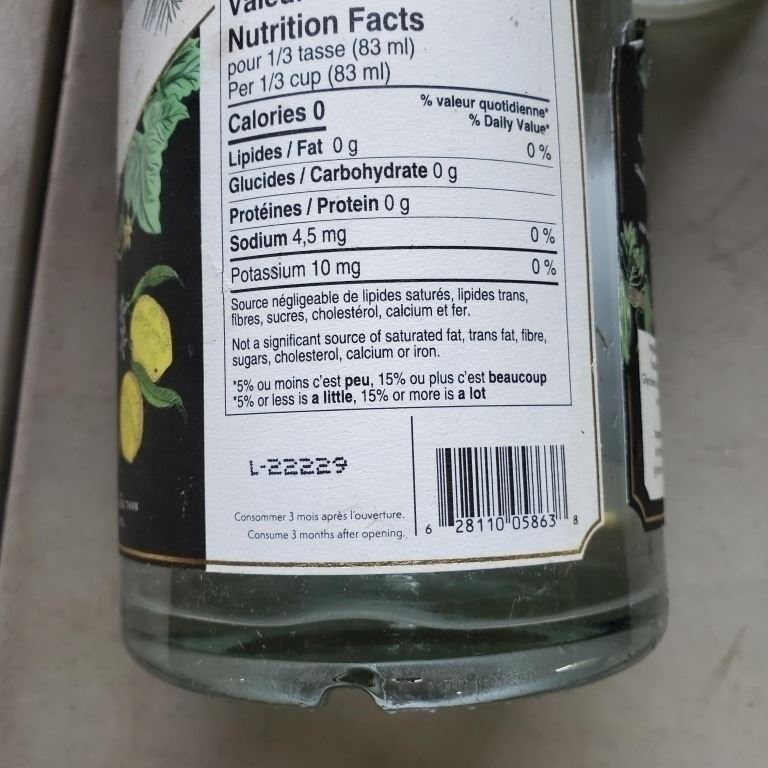 Nutrition Facts
pour 1/3 tasse (83 ml)
Per 1/3 cup (83 ml)
% valeur quotidienne*
% Daily Value*
Calories 0
Lipides / Fat 0 g 0 %
Glucides / Carbohydrate 0 g
Protéines / Protein 0 g
Sodium 4,5 mg 0 %
Potassium 10 mg 0 %
Source négligeable de lipides saturés, lipides trans,
fibres, sucres, cholestérol, calcium et fer.
Not a significant source of saturated fat, trans fat, fibre,
sugars, cholesterol, calcium or iron.
*5% ou moins c'est peu, 15% ou plus c'est beaucoup
*5% or less is a little, 15% or more is a lot
L-22229
Consommer 3 mois après l'ouverture.
Consume 3 months after opening.
6 28110 05863 8
THAN